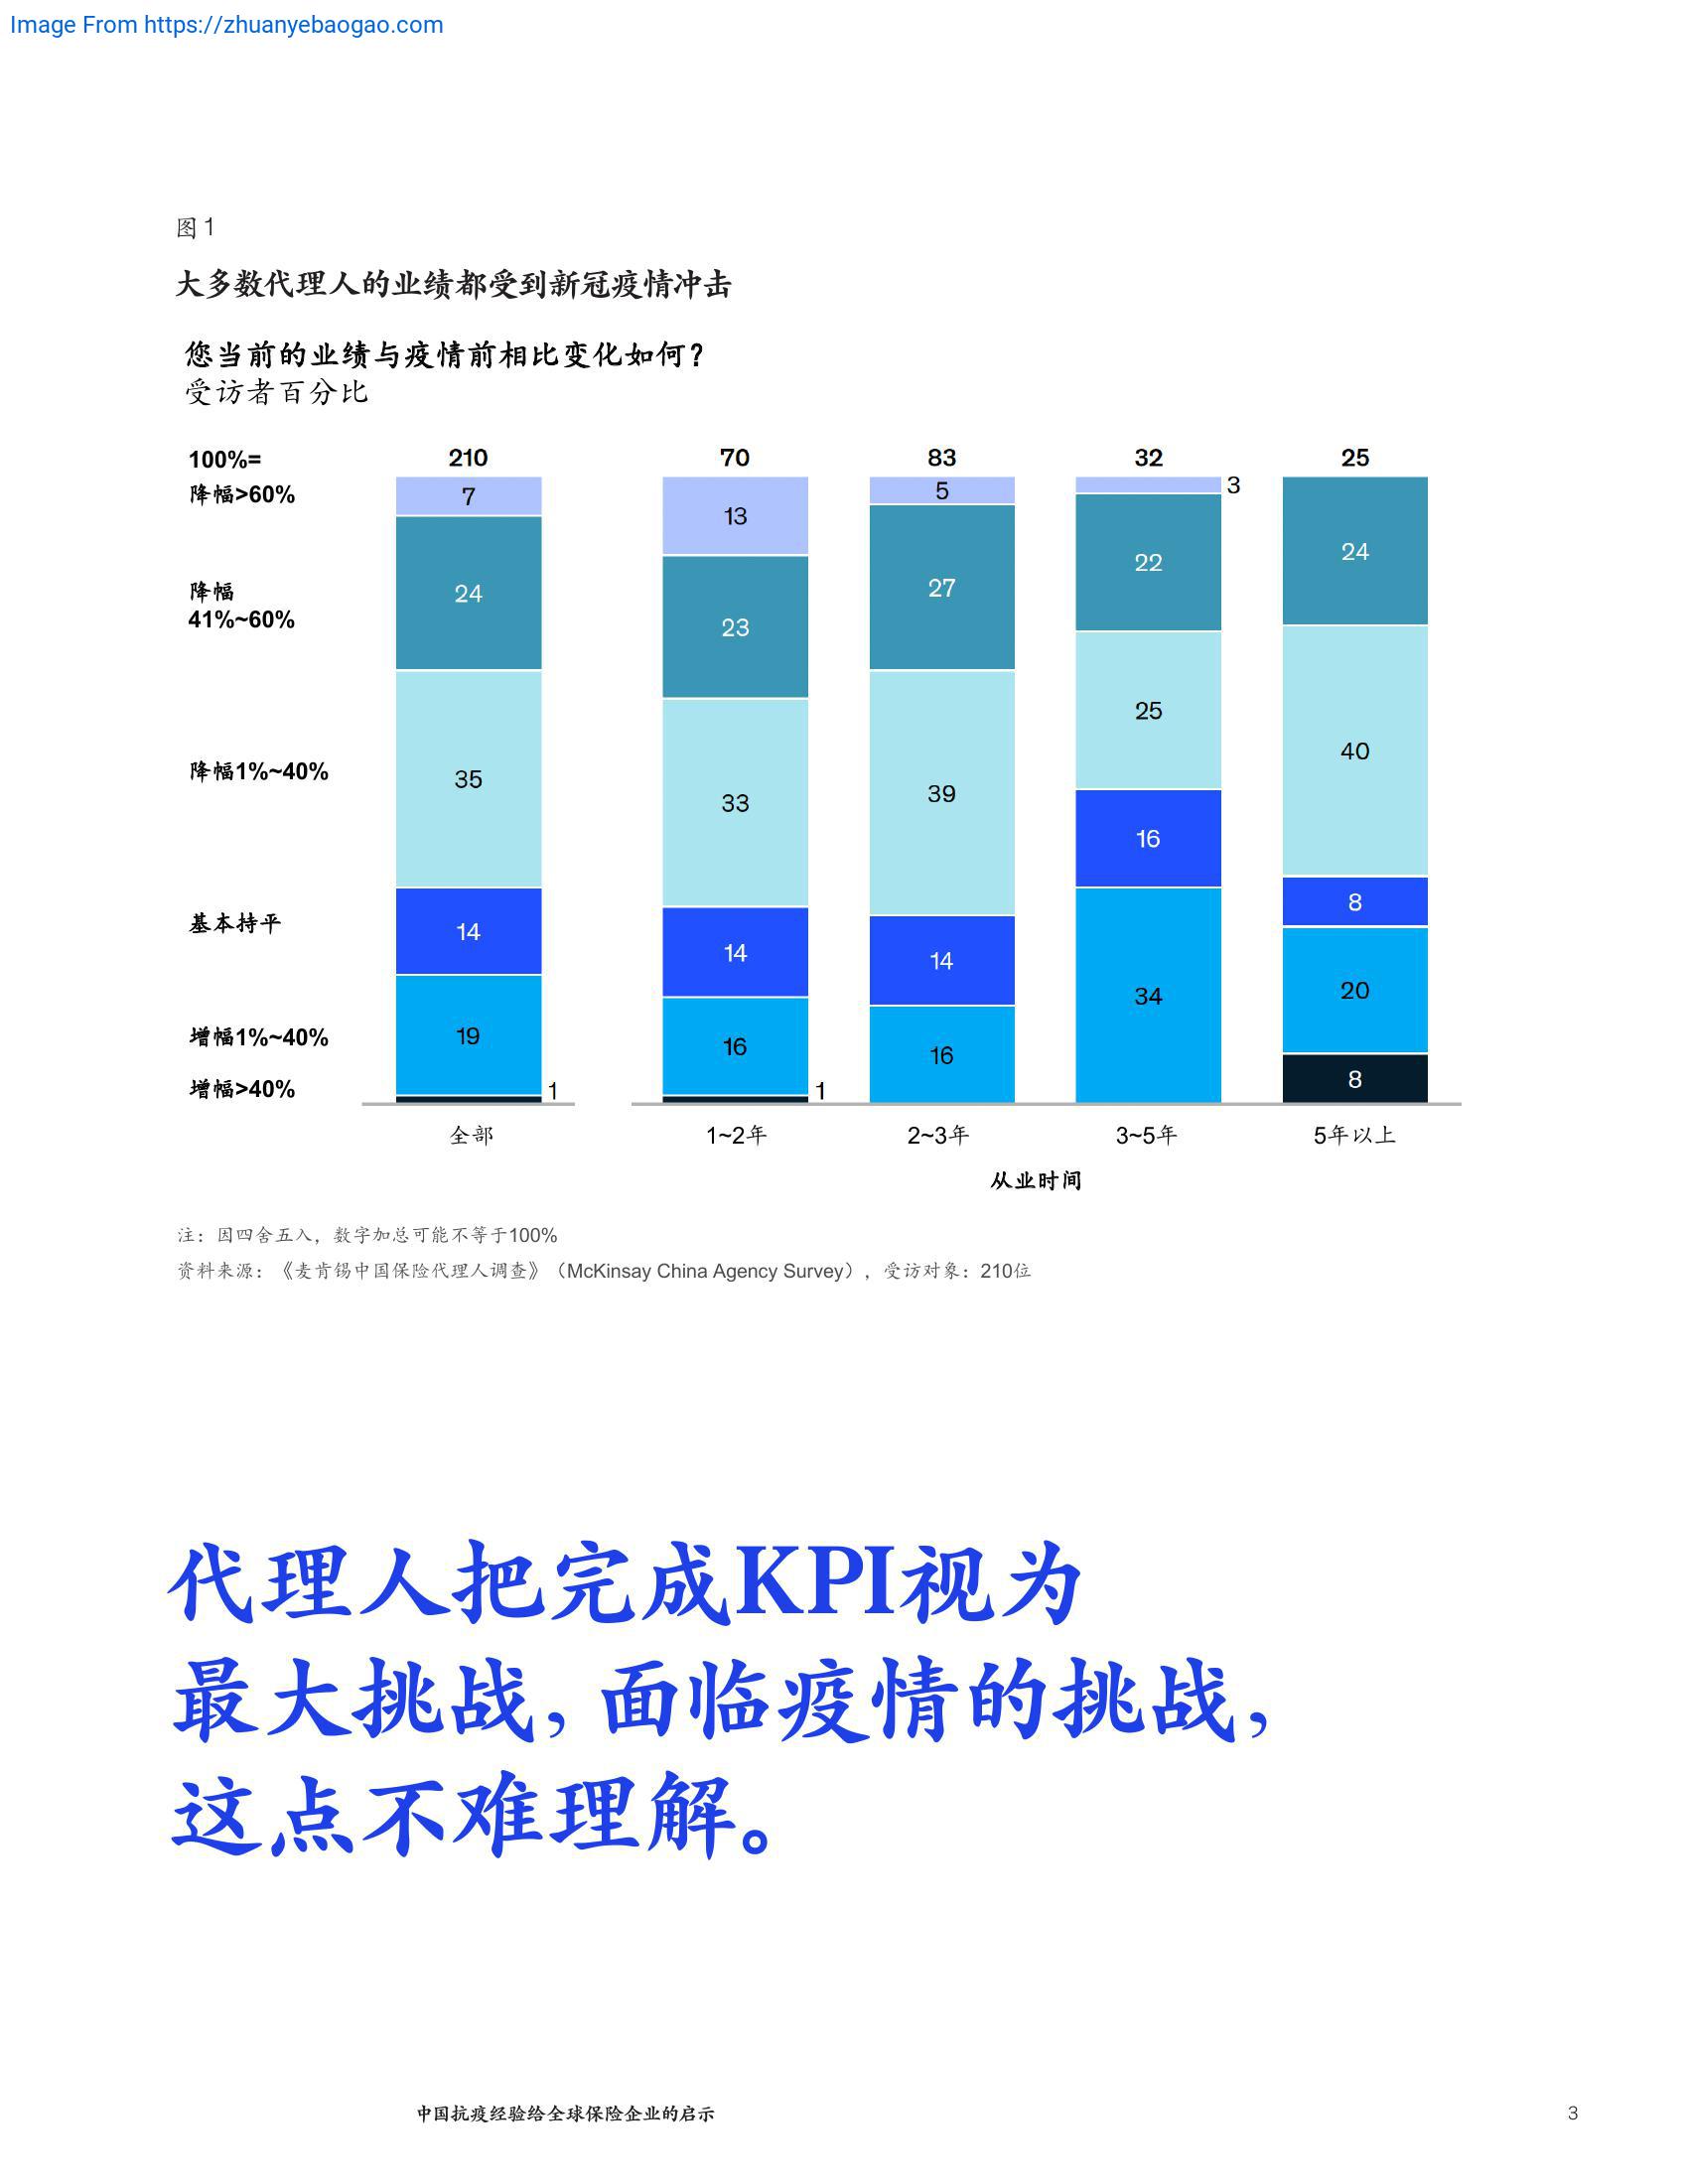 Image From https://zhuanyebaogao.com
图 1
大多数代理人的业绩都受到新冠疫情冲击
您当前的业绩与疫情前相比变化如何？
受访者百分比
100%= 210 70 83 32 25
降幅>60% 7 13 5 3
降幅
41%~60% 24 23 27 22 24
降幅1%~40% 35 33 39 25 40
基本持平 14 14 14 16 8
增幅1%~40% 19 16 16 34 20
增幅>40% 1 1 8
全部 1~2年 2~3年 3~5年 5年以上
从业时间
注：因四舍五入，数字加总可能不等于100%
资料来源：《麦肯锡中国保险代理人调查》（McKinsay China Agency Survey），受访对象：210位
代理人把完成KPI视为
最大挑战，面临疫情的挑战，
这点不难理解。
中国抗疫经验给全球保险企业的启示 3